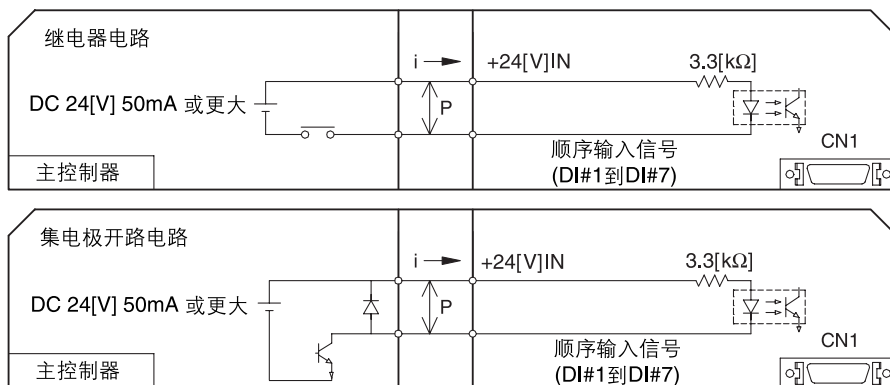 继电器电路
i
+24[V]IN
3.3[kΩ]
DC 24[V] 50mA 或更大
P
顺序输入信号
(DI#1到DI#7)
CN1
主控制器
集电极开路电路
i
+24[V]IN
3.3[kΩ]
DC 24[V] 50mA 或更大
P
顺序输入信号
(DI#1到DI#7)
CN1
主控制器